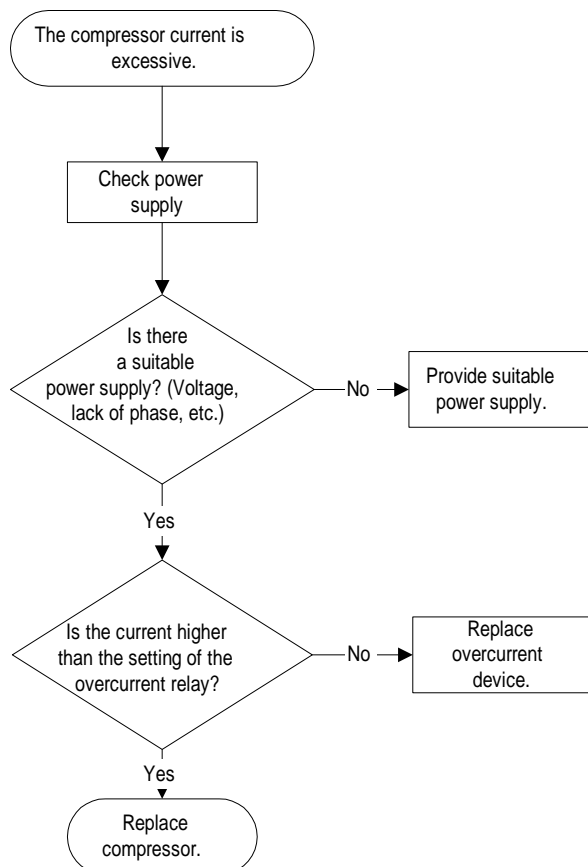 The compressor current is
excessive.
Check power
supply
Is there
a suitable
power supply? (Voltage,
lack of phase, etc.)
No
Provide suitable
power supply.
Yes
Is the current higher
than the setting of the
overcurrent relay?
No
Replace
overcurrent
device.
Yes
Replace
compressor.